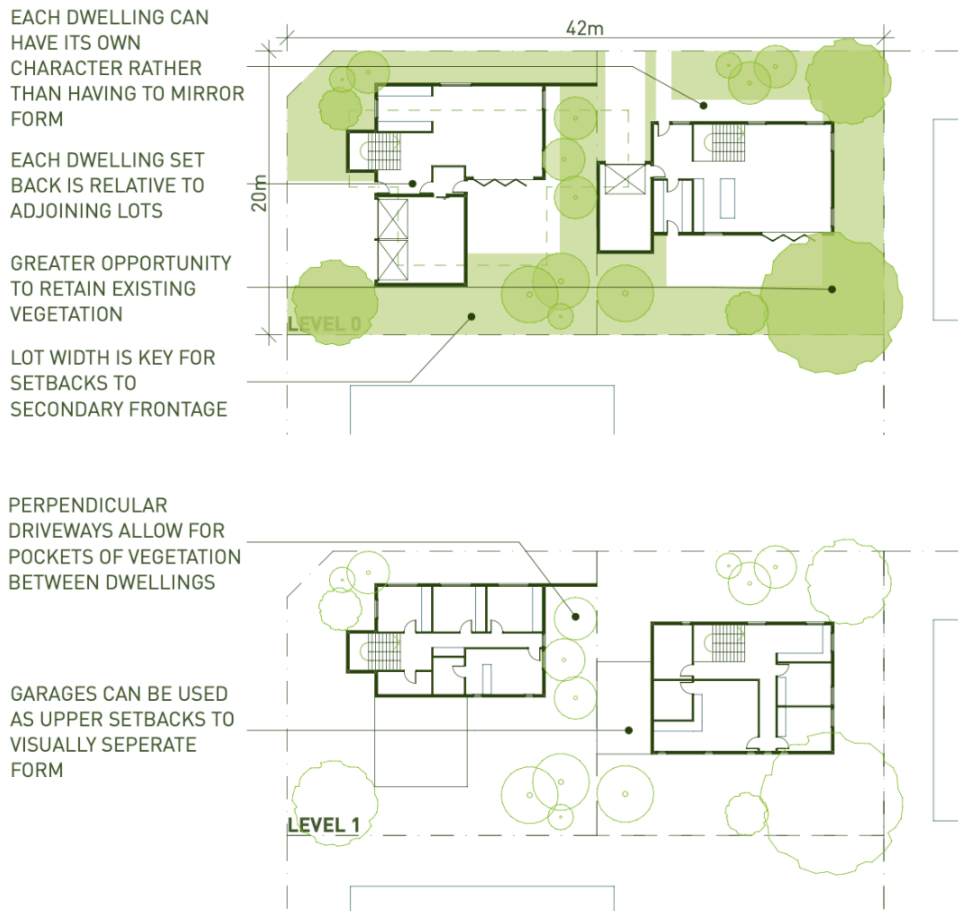 EACH DWELLING CAN
HAVE ITS OWN
CHARACTER RATHER
THAN HAVING TO MIRROR
FORM
42m
EACH DWELLING SET
BACK IS RELATIVE TO
ADJOINING LOTS
20m
GREATER OPPORTUNITY
TO RETAIN EXISTING
VEGETATION
LEVEL 0
LOT WIDTH IS KEY FOR
SETBACKS TO
SECONDARY FRONTAGE
PERPENDICULAR
DRIVEWAYS ALLOW FOR
POCKETS OF VEGETATION
BETWEEN DWELLINGS
GARAGES CAN BE USED
AS UPPER SETBACKS TO
VISUALLY SEPERATE
FORM
LEVEL 1